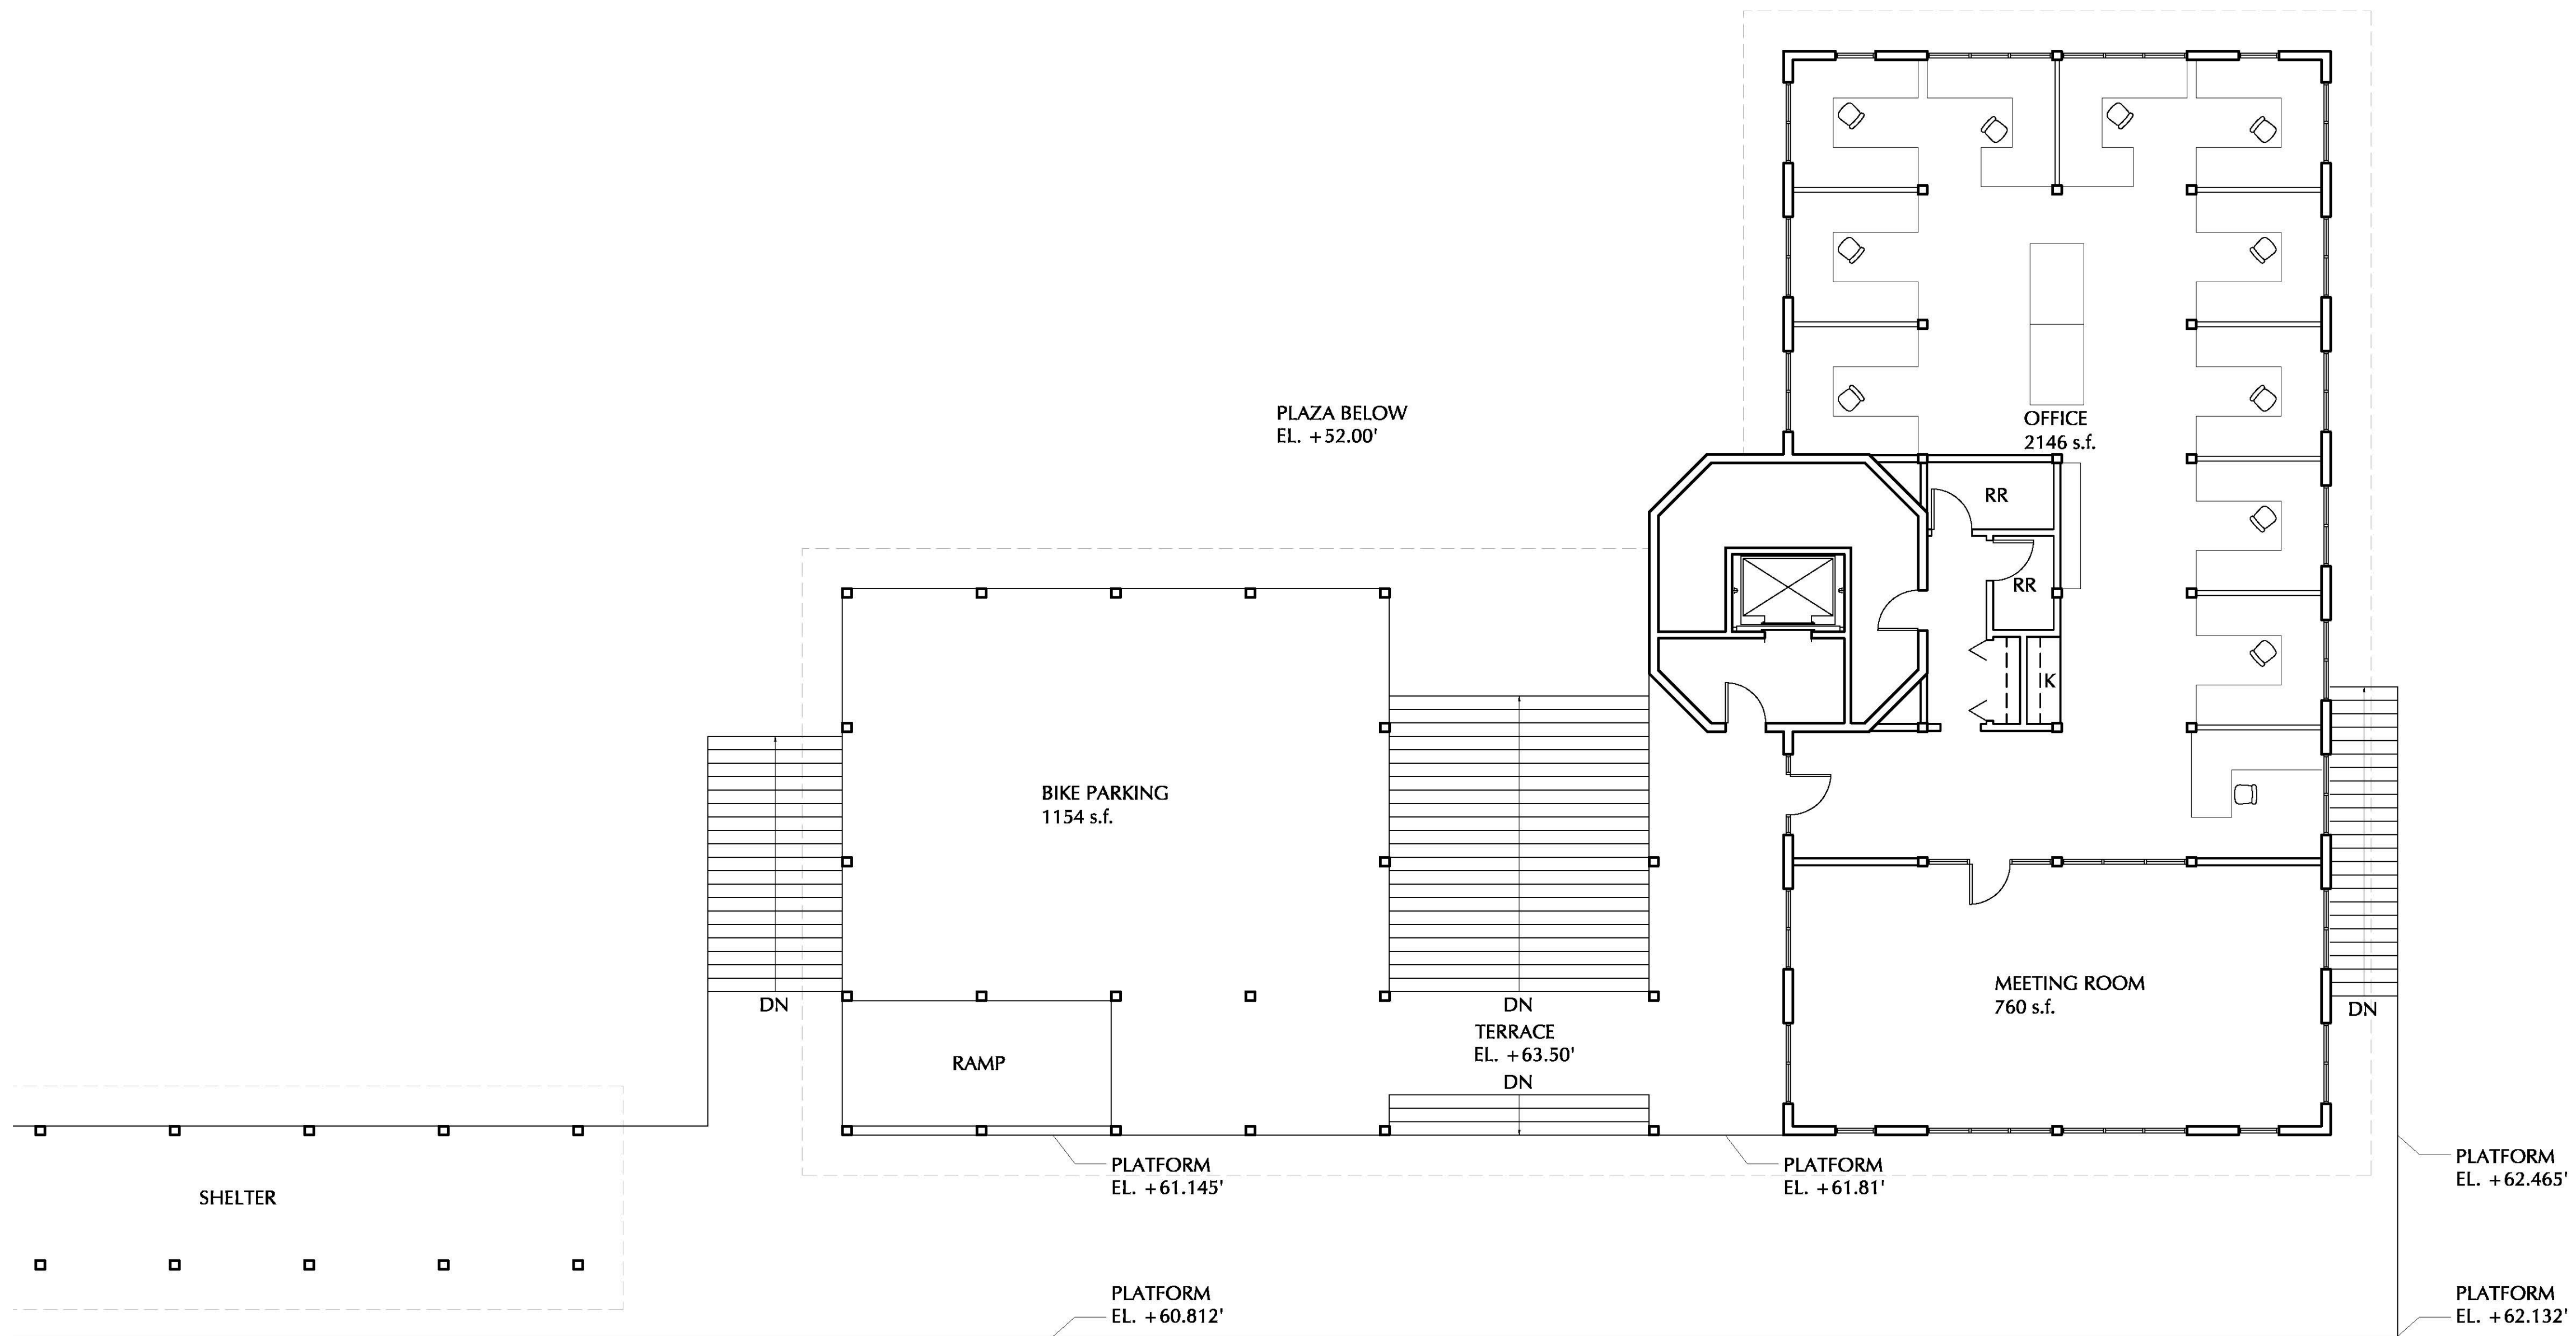 PLAZA BELOW
EL. +52.00'
OFFICE
2146 s.f.
RR
RR
K
BIKE PARKING
1154 s.f.
DN
DN
TERRACE
EL. +63.50'
DN
MEETING ROOM
760 s.f.
DN
RAMP
SHELTER
PLATFORM
EL. +61.145'
PLATFORM
EL. +61.81'
PLATFORM
EL. +62.465'
PLATFORM
EL. +60.812'
PLATFORM
EL. +62.132'